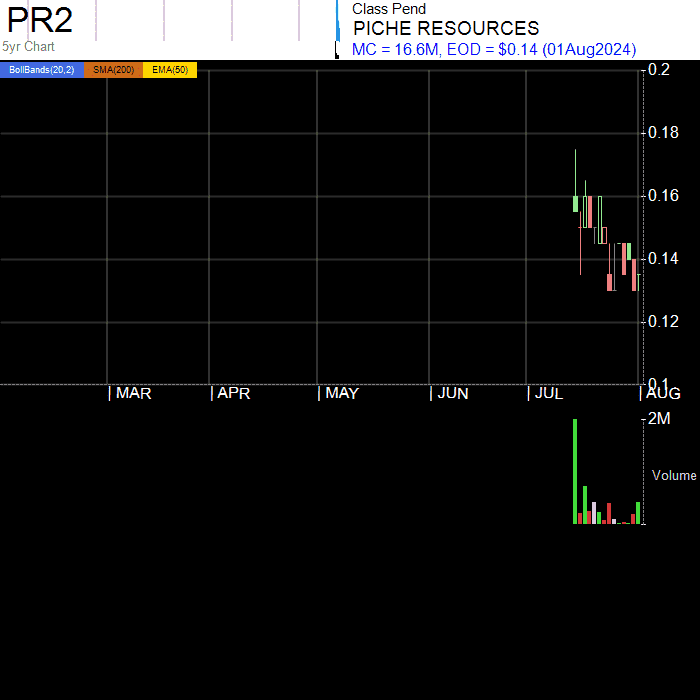 PR2
5yr Chart
Class Pend
PICHE RESOURCES
MC = 16.6M, EOD = $0.14 (01Aug2024)
BollBands(20,2) SMA(200) EMA(50)
0.2
0.18
0.16
0.14
0.12
0.1
MAR APR MAY JUN JUL AUG
2M
Volume